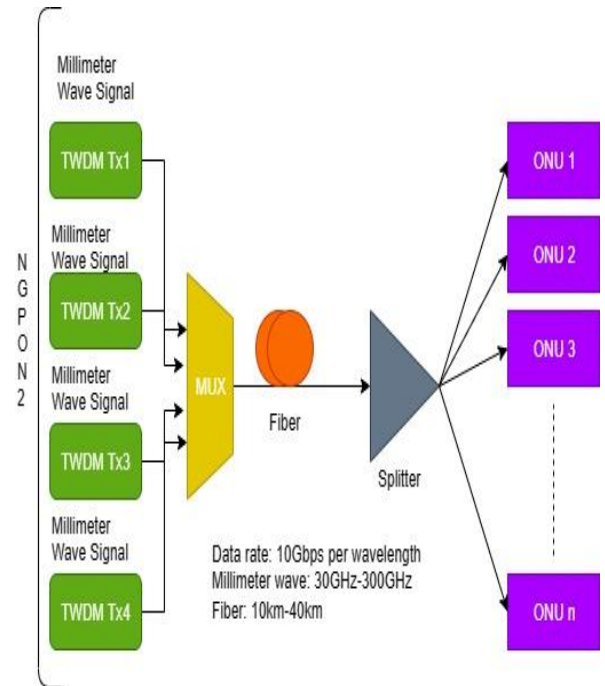 Millimeter
Wave Signal
TWDM Tx1
Millimeter
Wave Signal
TWDM Tx2
Millimeter
Wave Signal
TWDM Tx3
Millimeter
Wave Signal
TWDM Tx4
N
G
P
O
N
2
MUX
Fiber
Splitter
ONU 1
ONU 2
ONU 3
ONU n
Data rate: 10Gbps per wavelength
Millimeter wave: 30GHz-300GHz
Fiber: 10km-40km